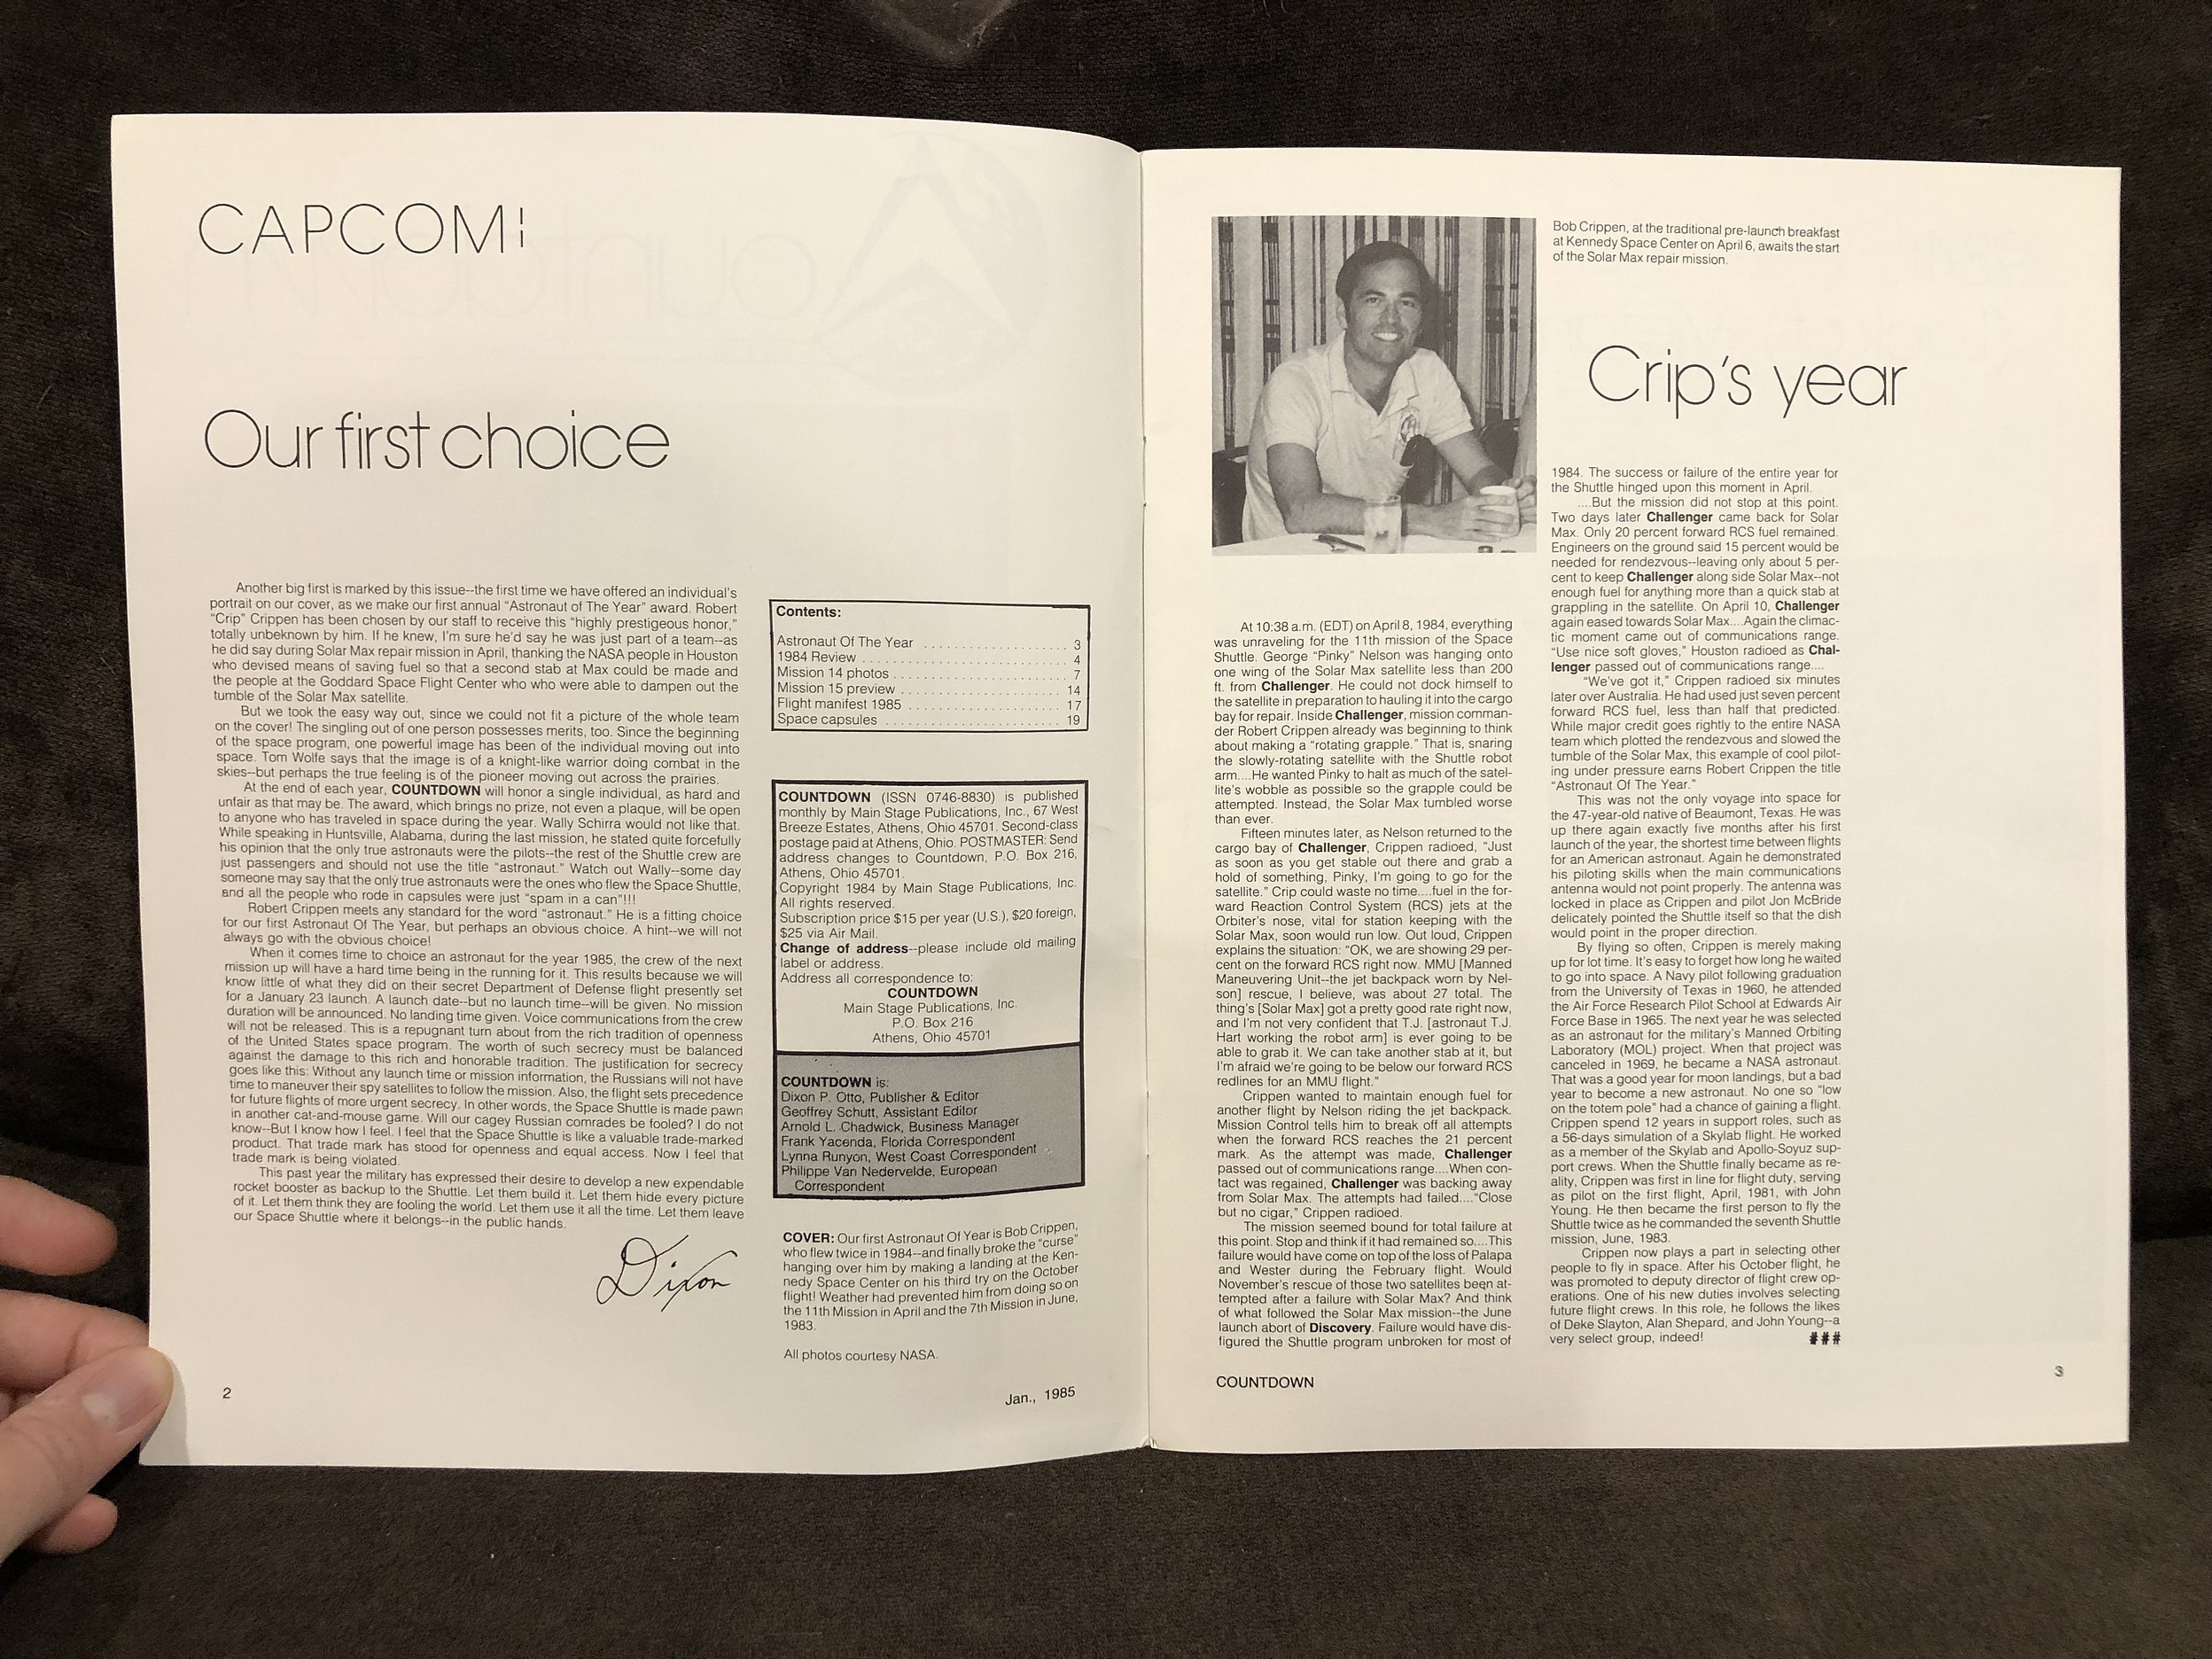 CAPCOM:
Our first choice
Another big first is marked by this issue--the first time we have offered an individual's
portrait on our cover, as we make our first annual "Astronaut of The Year" award. Robert
"Crip" Crippen has been chosen by our staff to receive this "highly prestigeous honor,"
totally unbeknown by him. If he knew, I'm sure he'd say he was just part of a team--as
he did say during Solar Max repair mission in April, thanking the NASA people in Houston
who devised means of saving fuel so that a second stab at Max could be made and
the people at the Goddard Space Flight Center who who were able to dampen out the
tumble of the Solar Max satellite.
But we took the easy way out, since we could not fit a picture of the whole team
on the cover! The singling out of one person possesses merits, too. Since the beginning
of the space program, one powerful image has been of the individual moving out into
space. Tom Wolfe says that the image is of a knight-like warrior doing combat in the
skies--but perhaps the true feeling is of the pioneer moving out across the prairies.
At the end of each year, COUNTDOWN will honor a single individual, as hard and
unfair as that may be. The award, which brings no prize, not even a plaque, will be open
to anyone who has traveled in space during the year. Wally Schirra would not like that.
While speaking in Huntsville, Alabama, during the last mission, he stated quite forcefully
his opinion that the only true astronauts were the pilots--the rest of the Shuttle crew are
just passengers and should not use the title "astronaut." Watch out Wally--some day
someone may say that the only true astronauts were the ones who flew the Space Shuttle,
and all the people who rode in capsules were just "spam in a can"!!!
Robert Crippen meets any standard for the word "astronaut." He is a fitting choice
for our first Astronaut Of The Year, but perhaps an obvious choice. A hint--we will not
always go with the obvious choice!
When it comes time to choice an astronaut for the year 1985, the crew of the next
mission up will have a hard time being in the running for it. This results because we will
know little of what they did on their secret Department of Defense flight presently set
for a January 23 launch. A launch date--but no launch time--will be given. No mission
duration will be announced. No landing time given. Voice communications from the crew
will not be released. This is a repugnant turn about from the rich tradition of openness
of the United States space program. The worth of such secrecy must be balanced
against the damage to this rich and honorable tradition. The justification for secrecy
goes like this: Without any launch time or mission information, the Russians will not have
time to maneuver their spy satellites to follow the mission. Also, the flight sets precedence
for future flights of more urgent secrecy. In other words, the Space Shuttle is made pawn
in another cat-and-mouse game. Will our cagey Russian comrades be fooled? I do not
know--But I know how I feel. I feel that the Space Shuttle is like a valuable trade-marked
product. That trade mark has stood for openness and equal access. Now I feel that
trade mark is being violated.
This past year the military has expressed their desire to develop a new expendable
rocket booster as backup to the Shuttle. Let them build it. Let them hide every picture
of it. Let them think they are fooling the world. Let them use it all the time. Let them leave
our Space Shuttle where it belongs--in the public hands.
Dixon
Contents:
Astronaut Of The Year . . . . . . . . . . . . . . . . . . . . 3
1984 Review . . . . . . . . . . . . . . . . . . . . . . . . . . . . 4
Mission 14 photos . . . . . . . . . . . . . . . . . . . . . . . . 7
Mission 15 preview . . . . . . . . . . . . . . . . . . . . . . 14
Flight manifest 1985 . . . . . . . . . . . . . . . . . . . . . 17
Space capsules . . . . . . . . . . . . . . . . . . . . . . . . . 19
COUNTDOWN (ISSN 0746-8830) is published
monthly by Main Stage Publications, Inc., 67 West
Breeze Estates, Athens, Ohio 45701. Second-class
postage paid at Athens, Ohio. POSTMASTER: Send
address changes to Countdown, P.O. Box 216,
Athens, Ohio 45701.
Copyright 1984 by Main Stage Publications, Inc.
All rights reserved.
Subscription price $15 per year (U.S.), $20 foreign,
$25 via Air Mail.
Change of address--please include old mailing
label or address.
Address all correspondence to:
COUNTDOWN
Main Stage Publications, Inc.
P.O. Box 216
Athens, Ohio 45701
COUNTDOWN is:
Dixon P. Otto, Publisher & Editor
Geoffrey Schutt, Assistant Editor
Arnold L. Chadwick, Business Manager
Frank Yacenda, Florida Correspondent
Lynna Runyon, West Coast Correspondent
Philippe Van Nedervelde, European
Correspondent
COVER: Our first Astronaut Of Year is Bob Crippen,
who flew twice in 1984--and finally broke the "curse"
hanging over him by making a landing at the Ken-
nedy Space Center on his third try on the October
flight! Weather had prevented him from doing so on
the 11th Mission in April and the 7th Mission in June,
1983.
All photos courtesy NASA.
2
Jan., 1985
Bob Crippen, at the traditional pre-launch breakfast
at Kennedy Space Center on April 6, awaits the start
of the Solar Max repair mission.
Crip's year
At 10:38 a.m. (EDT) on April 8, 1984, everything
was unraveling for the 11th mission of the Space
Shuttle. George "Pinky" Nelson was hanging onto
one wing of the Solar Max satellite less than 200
ft. from Challenger. He could not dock himself to
the satellite in preparation to hauling it into the cargo
bay for repair. Inside Challenger, mission comman-
der Robert Crippen already was beginning to think
about making a "rotating grapple." That is, snaring
the slowly-rotating satellite with the Shuttle robot
arm....He wanted Pinky to halt as much of the satel-
lite's wobble as possible so the grapple could be
attempted. Instead, the Solar Max tumbled worse
than ever.
Fifteen minutes later, as Nelson returned to the
cargo bay of Challenger, Crippen radioed, "Just
as soon as you get stable out there and grab a
hold of something, Pinky, I'm going to go for the
satellite." Crip could waste no time....fuel in the for-
ward Reaction Control System (RCS) jets at the
Orbiter's nose, vital for station keeping with the
Solar Max, soon would run low. Out loud, Crippen
explains the situation: "OK, we are showing 29 per-
cent on the forward RCS right now. MMU [Manned
Maneuvering Unit--the jet backpack worn by Nel-
son] rescue, I believe, was about 27 total. The
thing's [Solar Max] got a pretty good rate right now,
and I'm not very confident that T.J. [astronaut T.J.
Hart working the robot arm] is ever going to be
able to grab it. We can take another stab at it, but
I'm afraid we're going to be below our forward RCS
redlines for an MMU flight."
Crippen wanted to maintain enough fuel for
another flight by Nelson riding the jet backpack.
Mission Control tells him to break off all attempts
when the forward RCS reaches the 21 percent
mark. As the attempt was made, Challenger
passed out of communications range....When con-
tact was regained, Challenger was backing away
from Solar Max. The attempts had failed...."Close
but no cigar," Crippen radioed.
The mission seemed bound for total failure at
this point. Stop and think if it had remained so....This
failure would have come on top of the loss of Palapa
and Wester during the February flight. Would
November's rescue of those two satellites been at-
tempted after a failure with Solar Max? And think
of what followed the Solar Max mission--the June
launch abort of Discovery. Failure would have dis-
figured the Shuttle program unbroken for most of
1984. The success or failure of the entire year for
the Shuttle hinged upon this moment in April.
....But the mission did not stop at this point.
Two days later Challenger came back for Solar
Max. Only 20 percent forward RCS fuel remained.
Engineers on the ground said 15 percent would be
needed for rendezvous--leaving only about 5 per-
cent to keep Challenger along side Solar Max--not
enough fuel for anything more than a quick stab at
grappling in the satellite. On April 10, Challenger
again eased towards Solar Max....Again the climac-
tic moment came out of communications range.
"Use nice soft gloves," Houston radioed as Chal-
lenger passed out of communications range....
"We've got it," Crippen radioed six minutes
later over Australia. He had used just seven percent
forward RCS fuel, less than half that predicted.
While major credit goes rightly to the entire NASA
team which plotted the rendezvous and slowed the
tumble of the Solar Max, this example of cool pilot-
ing under pressure earns Robert Crippen the title
"Astronaut Of The Year."
This was not the only voyage into space for
the 47-year-old native of Beaumont, Texas. He was
up there again exactly five months after his first
launch of the year, the shortest time between flights
for an American astronaut. Again he demonstrated
his piloting skills when the main communications
antenna would not point properly. The antenna was
locked in place as Crippen and pilot Jon McBride
delicately pointed the Shuttle itself so that the dish
would point in the proper direction.
By flying so often, Crippen is merely making
up for lot time. It's easy to forget how long he waited
to go into space. A Navy pilot following graduation
from the University of Texas in 1960, he attended
the Air Force Research Pilot School at Edwards Air
Force Base in 1965. The next year he was selected
as an astronaut for the military's Manned Orbiting
Laboratory (MOL) project. When that project was
canceled in 1969, he became a NASA astronaut.
That was a good year for moon landings, but a bad
year to become a new astronaut. No one so "low
on the totem pole" had a chance of gaining a flight.
Crippen spend 12 years in support roles, such as
a 56-days simulation of a Skylab flight. He worked
as a member of the Skylab and Apollo-Soyuz sup-
port crews. When the Shuttle finally became as re-
ality, Crippen was first in line for flight duty, serving
as pilot on the first flight, April, 1981, with John
Young. He then became the first person to fly the
Shuttle twice as he commanded the seventh Shuttle
mission, June, 1983.
Crippen now plays a part in selecting other
people to fly in space. After his October flight, he
was promoted to deputy director of flight crew op-
erations. One of his new duties involves selecting
future flight crews. In this role, he follows the likes
of Deke Slayton, Alan Shepard, and John Young--a
very select group, indeed! ###
COUNTDOWN
3